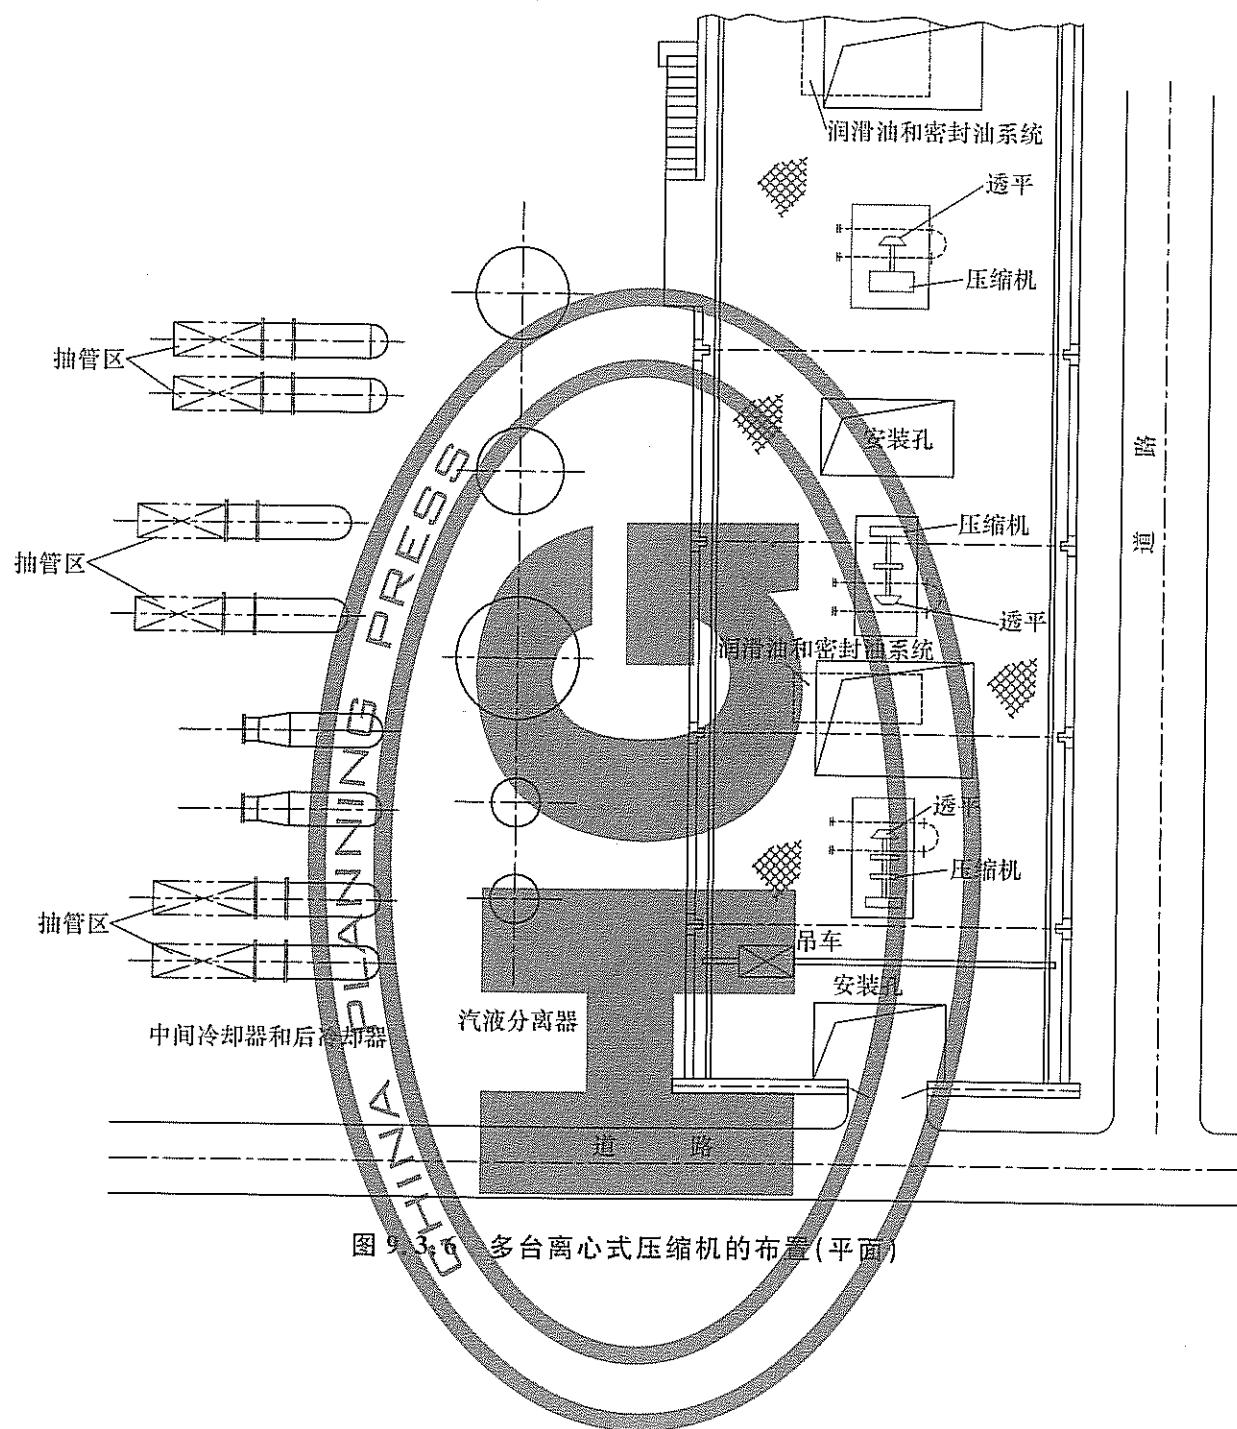 润滑油和密封油系统
透平
压缩机
抽管区
安装孔
道路
压缩机
抽管区
透平
润滑油和密封油系统
透平
压缩机
抽管区
吊车
安装孔
汽液分离器
中间冷却器和后冷却器
道 路
CHINA PLANNING PRESS
图 9.3.6 多台离心式压缩机的布置(平面)